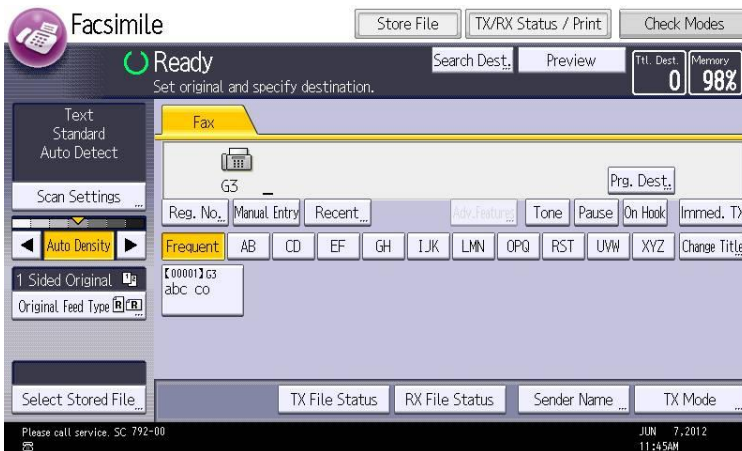 Facsimile
Store File
TX/RX Status / Print
Check Modes
Ready
Search Dest.
Preview
Ttl. Dest.
0
Memory
98%
Set original and specify destination.
Text
Standard
Auto Detect
Scan Settings
Auto Density
1 Sided Original
Original Feed Type
Select Stored File
Fax
G3 _
Prg. Dest.
Reg. No. Manual Entry Recent Adv.Features Tone Pause On Hook Immed. TX
Frequent AB CD EF GH IJK LMN OPQ RST UVW XYZ Change Title
【00001】G3
abc co
TX File Status RX File Status Sender Name TX Mode
Please call service. SC 792-00
JUN 7,2012
11:45AM